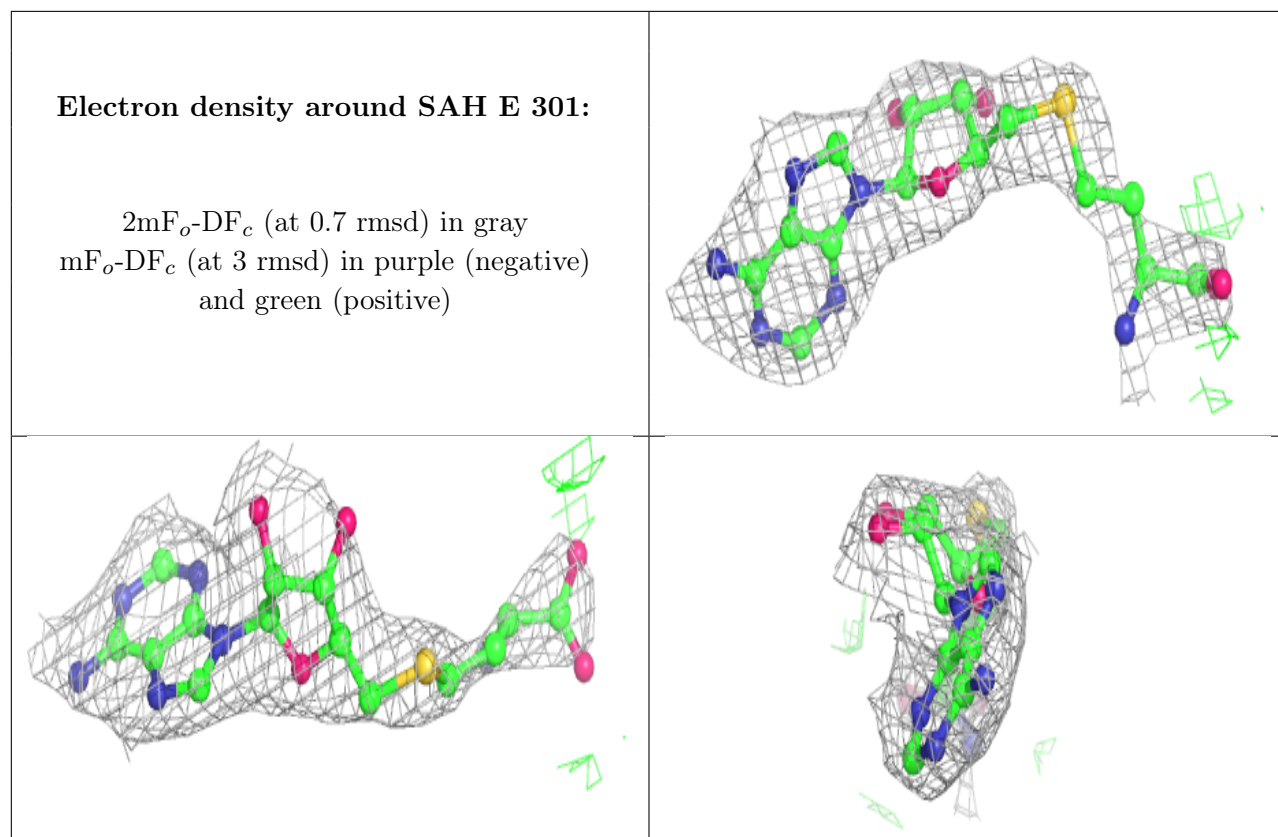 Electron density around SAH E 301:
2mFo-DFc (at 0.7 rmsd) in gray
mFo-DFc (at 3 rmsd) in purple (negative)
and green (positive)